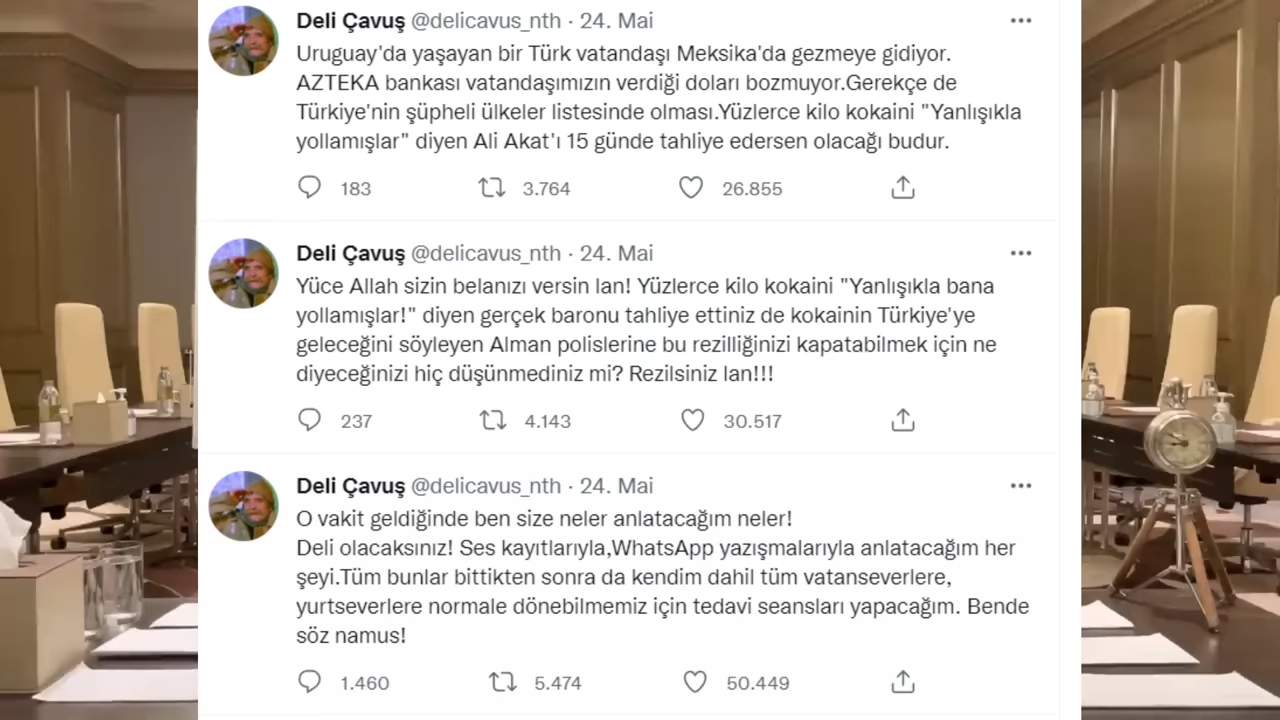 Deli Çavuş @delicavus_nth · 24. Mai
Uruguay'da yaşayan bir Türk vatandaşı Meksika'da gezmeye gidiyor.
AZTEKA bankası vatandaşımızın verdiği doları bozmuyor.Gerekçe de
Türkiye'nin şüpheli ülkeler listesinde olması.Yüzlerce kilo kokaini "Yanlışıkla
yollamışlar" diyen Ali Akat'ı 15 günde tahliye edersen olacağı budur.
183 3.764 26.855
Deli Çavuş @delicavus_nth · 24. Mai
Yüce Allah sizin belanızı versin lan! Yüzlerce kilo kokaini "Yanlışıkla bana
yollamışlar!" diyen gerçek baronu tahliye ettiniz de kokainin Türkiye'ye
geleceğini söyleyen Alman polislerine bu rezilliğinizi kapatabilmek için ne
diyeceğinizi hiç düşünmediniz mi? Rezilsiniz lan!!!
237 4.143 30.517
Deli Çavuş @delicavus_nth · 24. Mai
O vakit geldiğinde ben size neler anlatacağım neler!
Deli olacaksınız! Ses kayıtlarıyla,WhatsApp yazışmalarıyla anlatacağım her
şeyi.Tüm bunlar bittikten sonra da kendim dahil tüm vatanseverlere,
yurtseverlere normale dönebilmemiz için tedavi seansları yapacağım. Bende
söz namus!
1.460 5.474 50.449